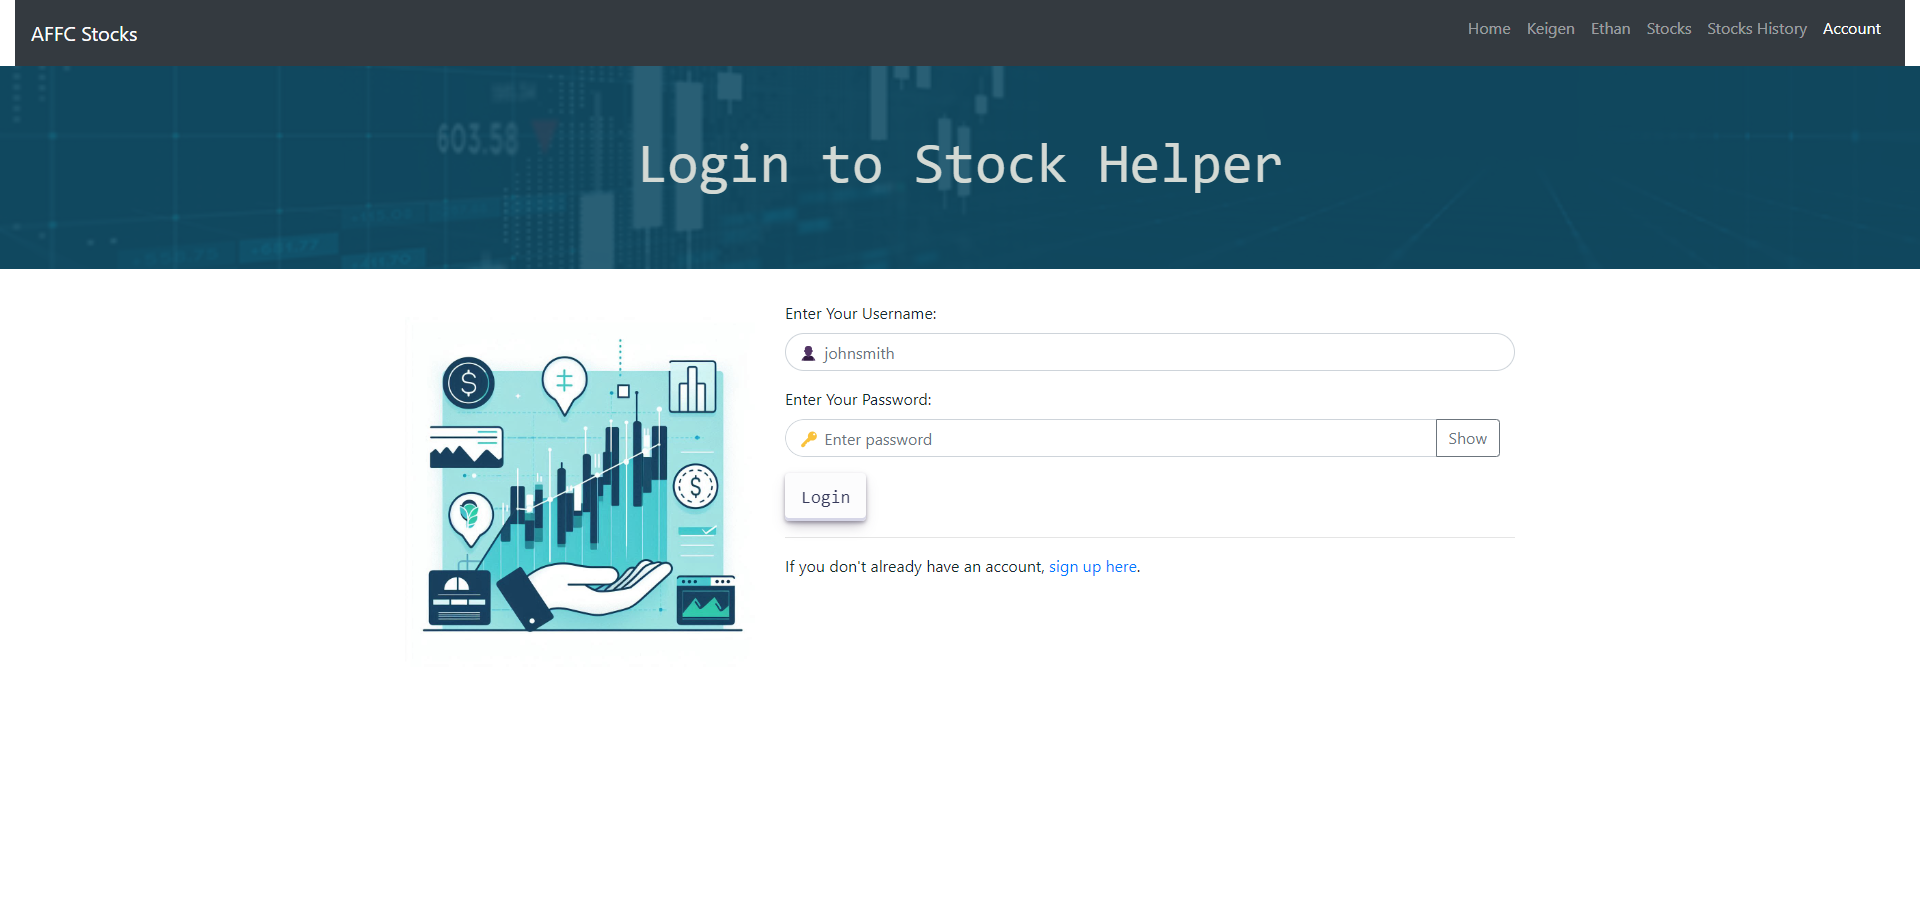 AFFC Stocks
Home Keigen Ethan Stocks Stocks History Account
603.58
Login to Stock Helper
Enter Your Username:
johnsmith
Enter Your Password:
Enter password Show
Login
If you don't already have an account, sign up here.